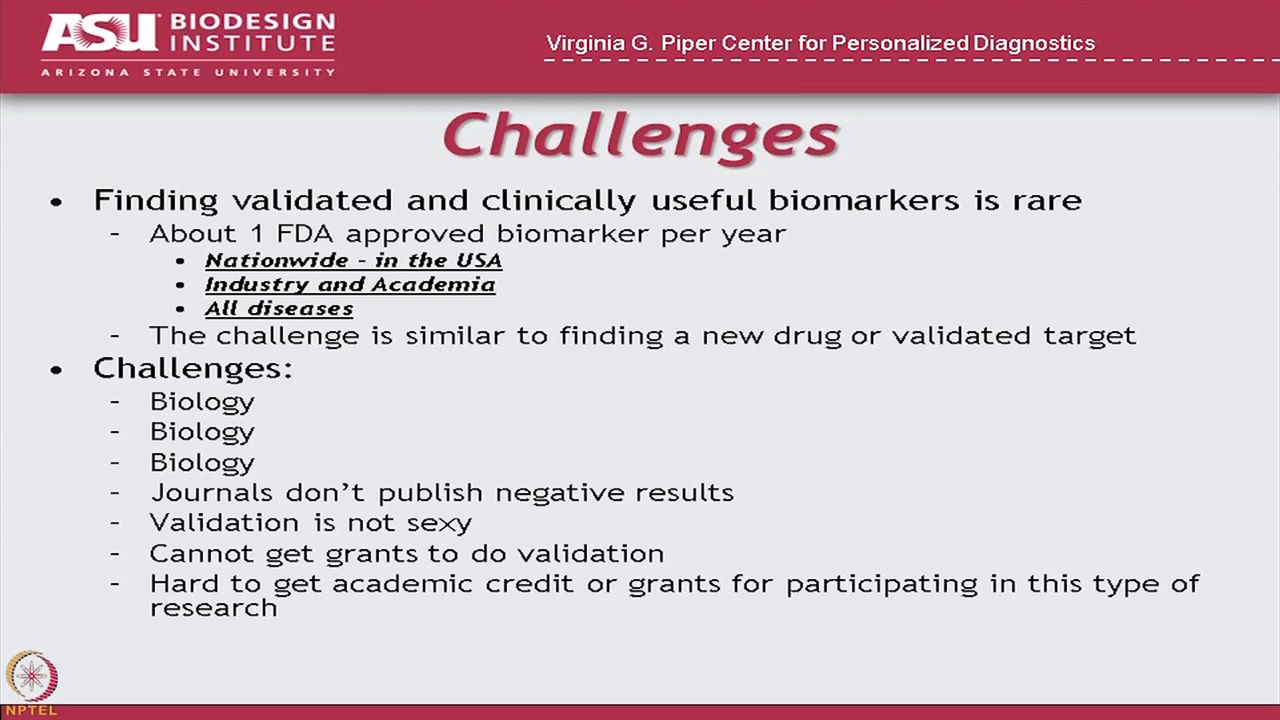 ASU BIODESIGN
INSTITUTE
ARIZONA STATE UNIVERSITY
Virginia G. Piper Center for Personalized Diagnostics
Challenges
• Finding validated and clinically useful biomarkers is rare
- About 1 FDA approved biomarker per year
• Nationwide – in the USA
• Industry and Academia
• All diseases
- The challenge is similar to finding a new drug or validated target
• Challenges:
- Biology
- Biology
- Biology
- Journals don’t publish negative results
- Validation is not sexy
- Cannot get grants to do validation
- Hard to get academic credit or grants for participating in this type of
research
NPTEL